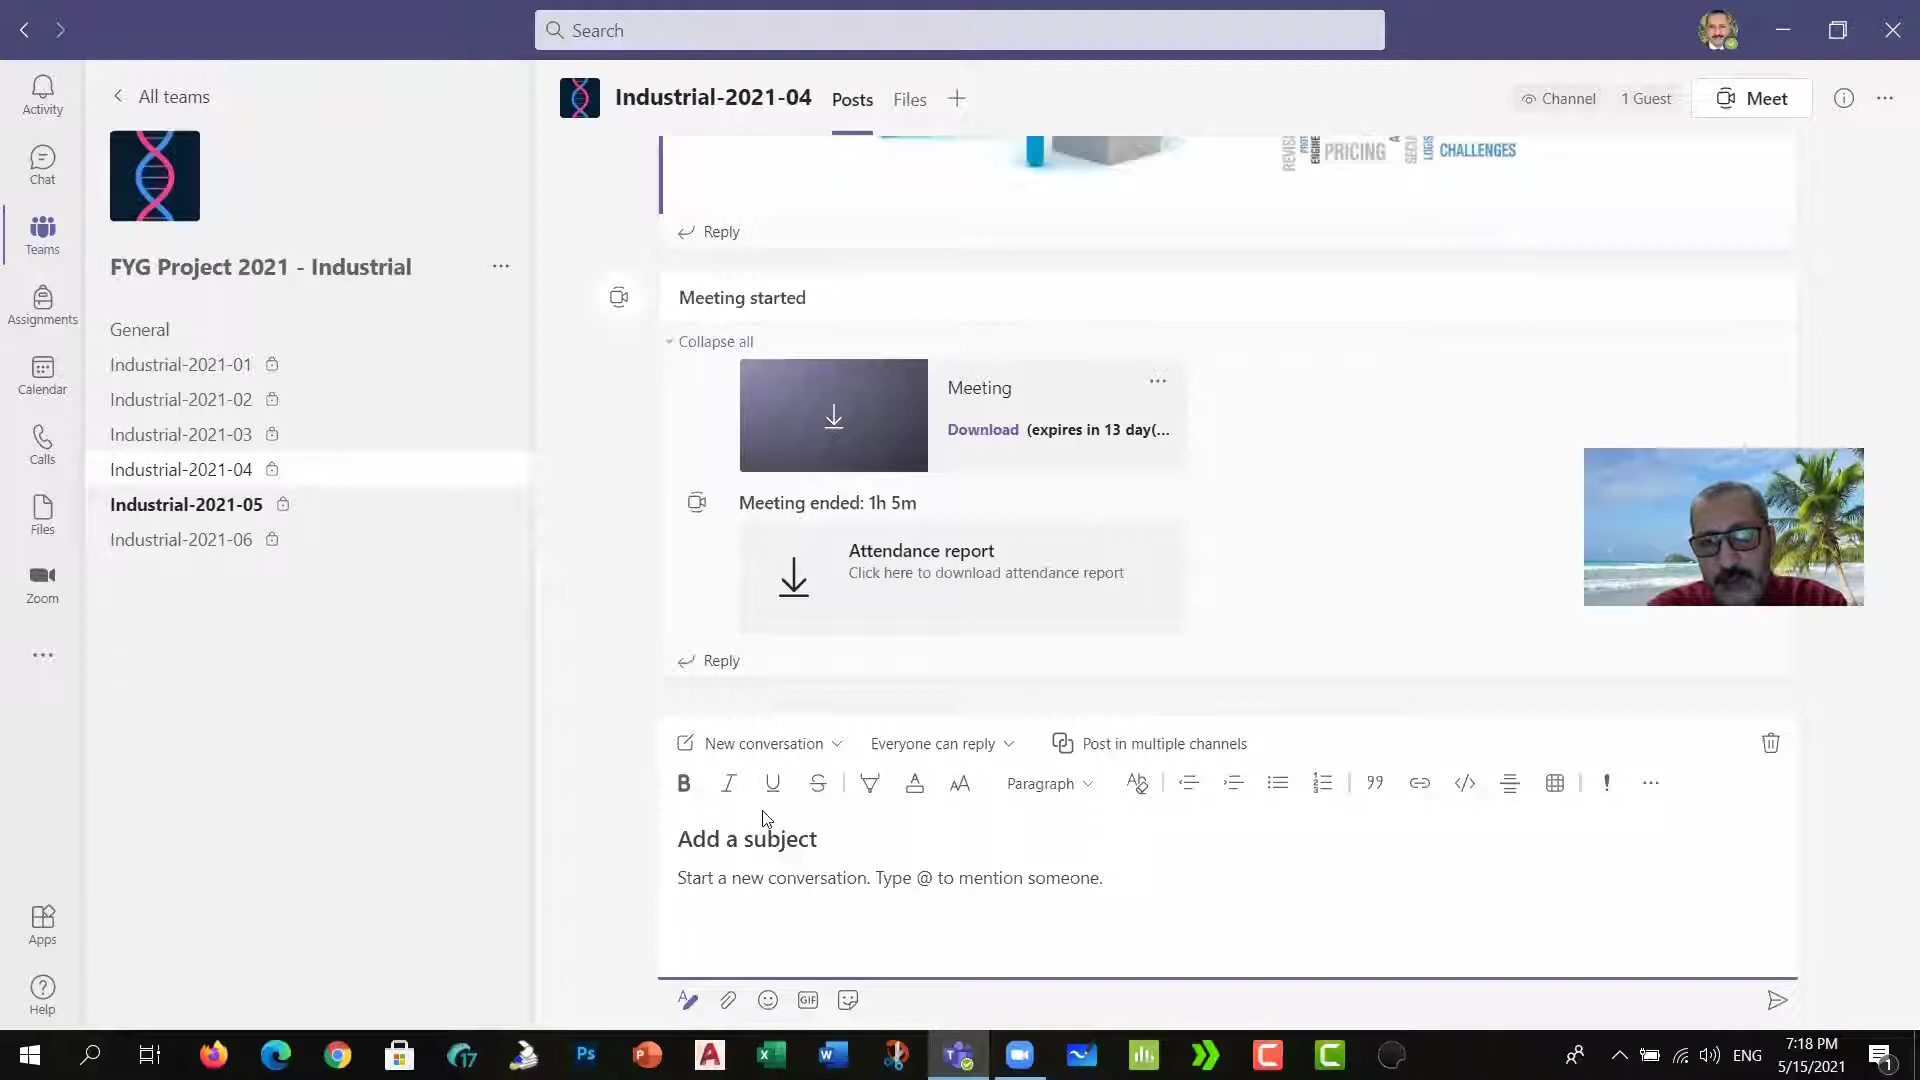 Search
Activity
Chat
Teams
Assignments
Calendar
Calls
Files
Zoom
Apps
Help
All teams
FYG Project 2021 - Industrial
General
Industrial-2021-01
Industrial-2021-02
Industrial-2021-03
Industrial-2021-04
Industrial-2021-05
Industrial-2021-06
Industrial-2021-04 Posts Files
Channel 1 Guest Meet
PRICING CHALLENGES
Reply
Meeting started
Collapse all
Meeting
Download (expires in 13 day(...
Meeting ended: 1h 5m
Attendance report
Click here to download attendance report
Reply
New conversation Everyone can reply Post in multiple channels
B I U S AA Paragraph
Add a subject
Start a new conversation. Type @ to mention someone.
GIF
17 Ps
ENG
7:18 PM
5/15/2021
1